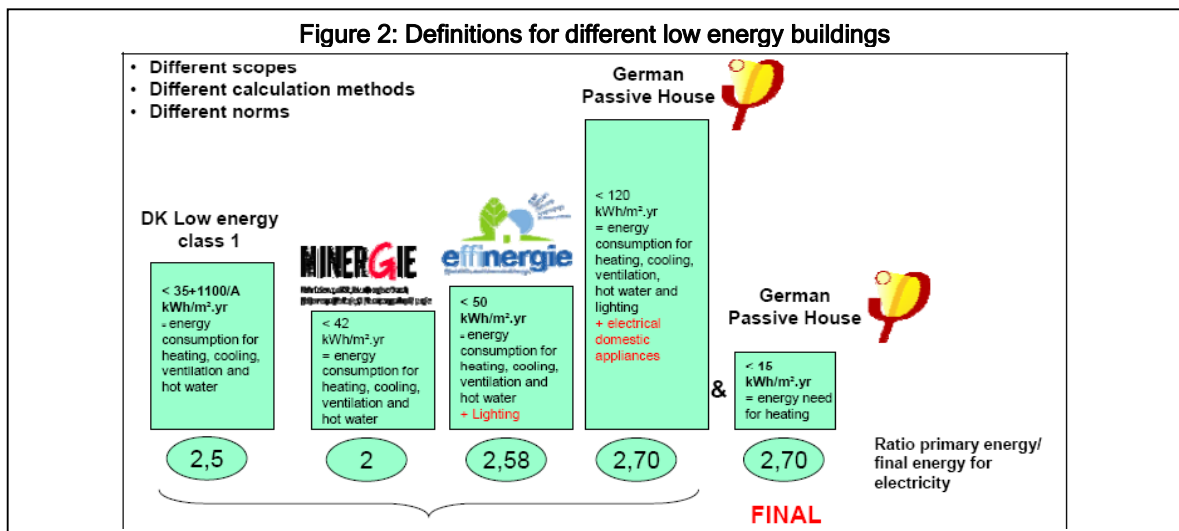 Figure 2: Definitions for different low energy buildings
• Different scopes
• Different calculation methods
• Different norms
German
Passive House
DK Low energy
class 1
MINERGIE
effinergie
German
Passive House
< 35+1100/A
kWh/m².yr
= energy
consumption for
heating, cooling,
ventilation and
hot water
< 42
kWh/m².yr
= energy
consumption for
heating, cooling,
ventilation and
hot water
< 50
kWh/m².yr
= energy
consumption for
heating, cooling,
ventilation and
hot water
+ Lighting
< 120
kWh/m².yr
= energy
consumption for
heating, cooling,
ventilation,
hot water and
lighting
+ electrical
domestic
appliances
&
< 15
kWh/m².yr
= energy need
for heating
2,5
2
2,58
2,70
2,70
Ratio primary energy/
final energy for
electricity
FINAL